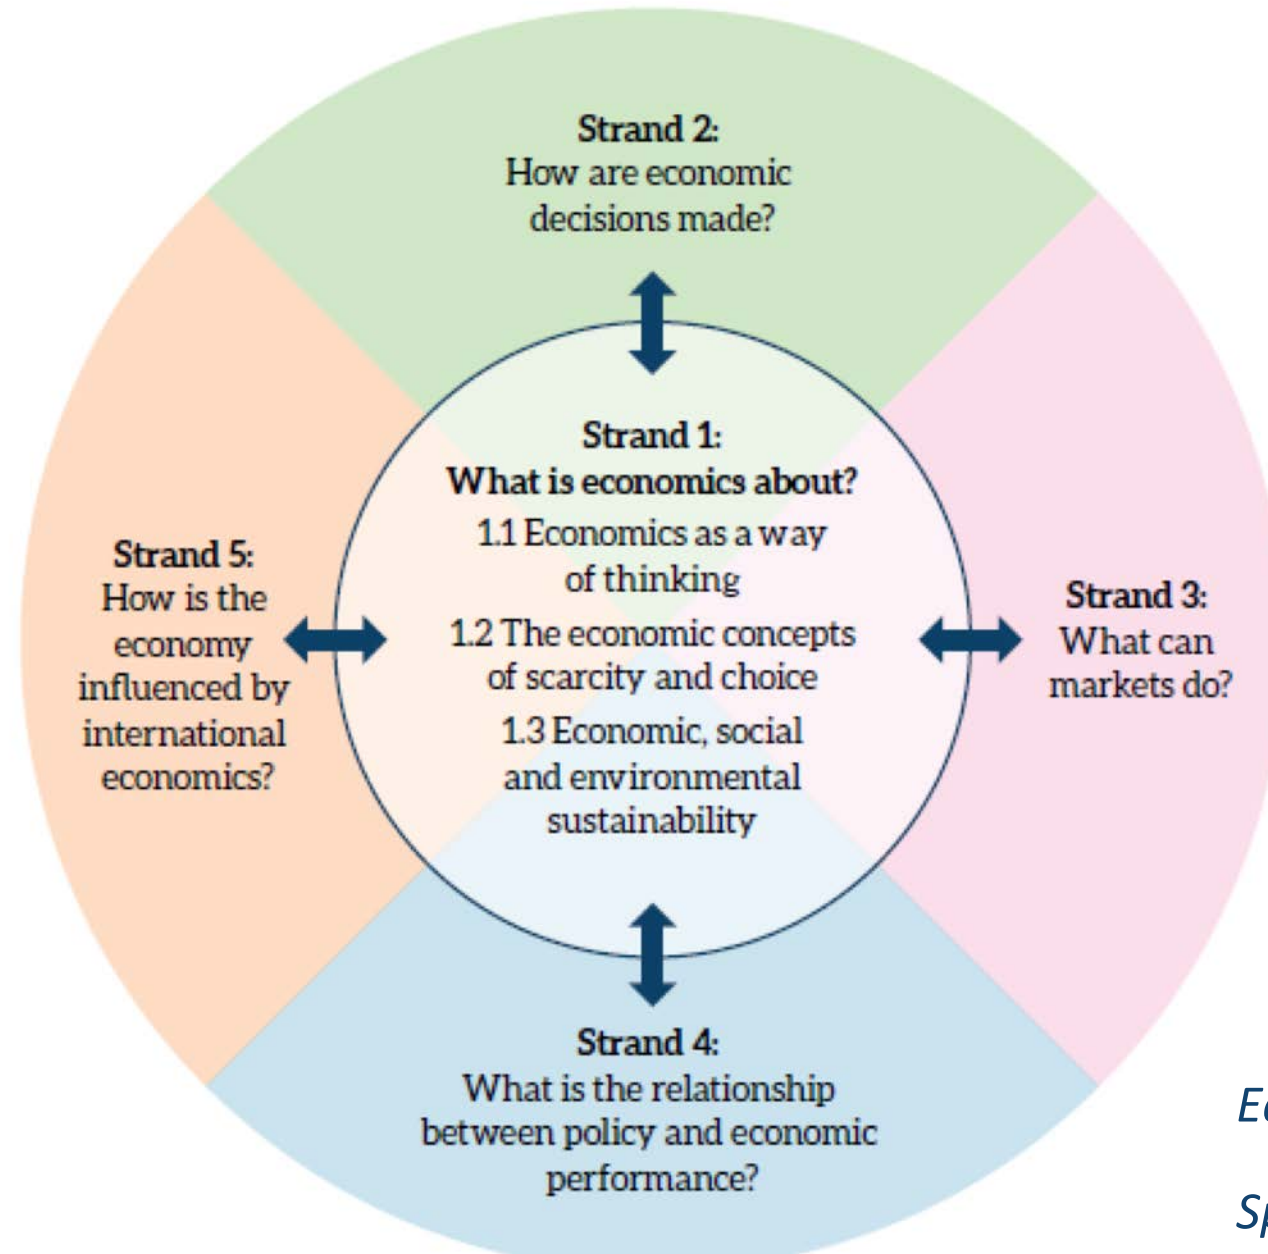 Strand 2:
How are economic
decisions made?
Strand 1:
What is economics about?
1.1 Economics as a way
of thinking
1.2 The economic concepts
of scarcity and choice
1.3 Economic, social
and environmental
sustainability
Strand 5:
How is the
economy
influenced by
international
economics?
Strand 3:
What can
markets do?
Strand 4:
What is the relationship
between policy and economic
performance?